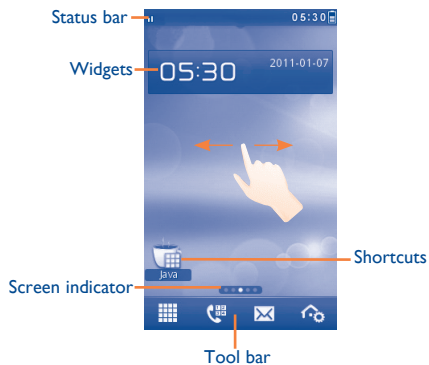 Status bar
05:30
Widgets
05:30
2011-01-07
Java
Shortcuts
Screen indicator
Tool bar